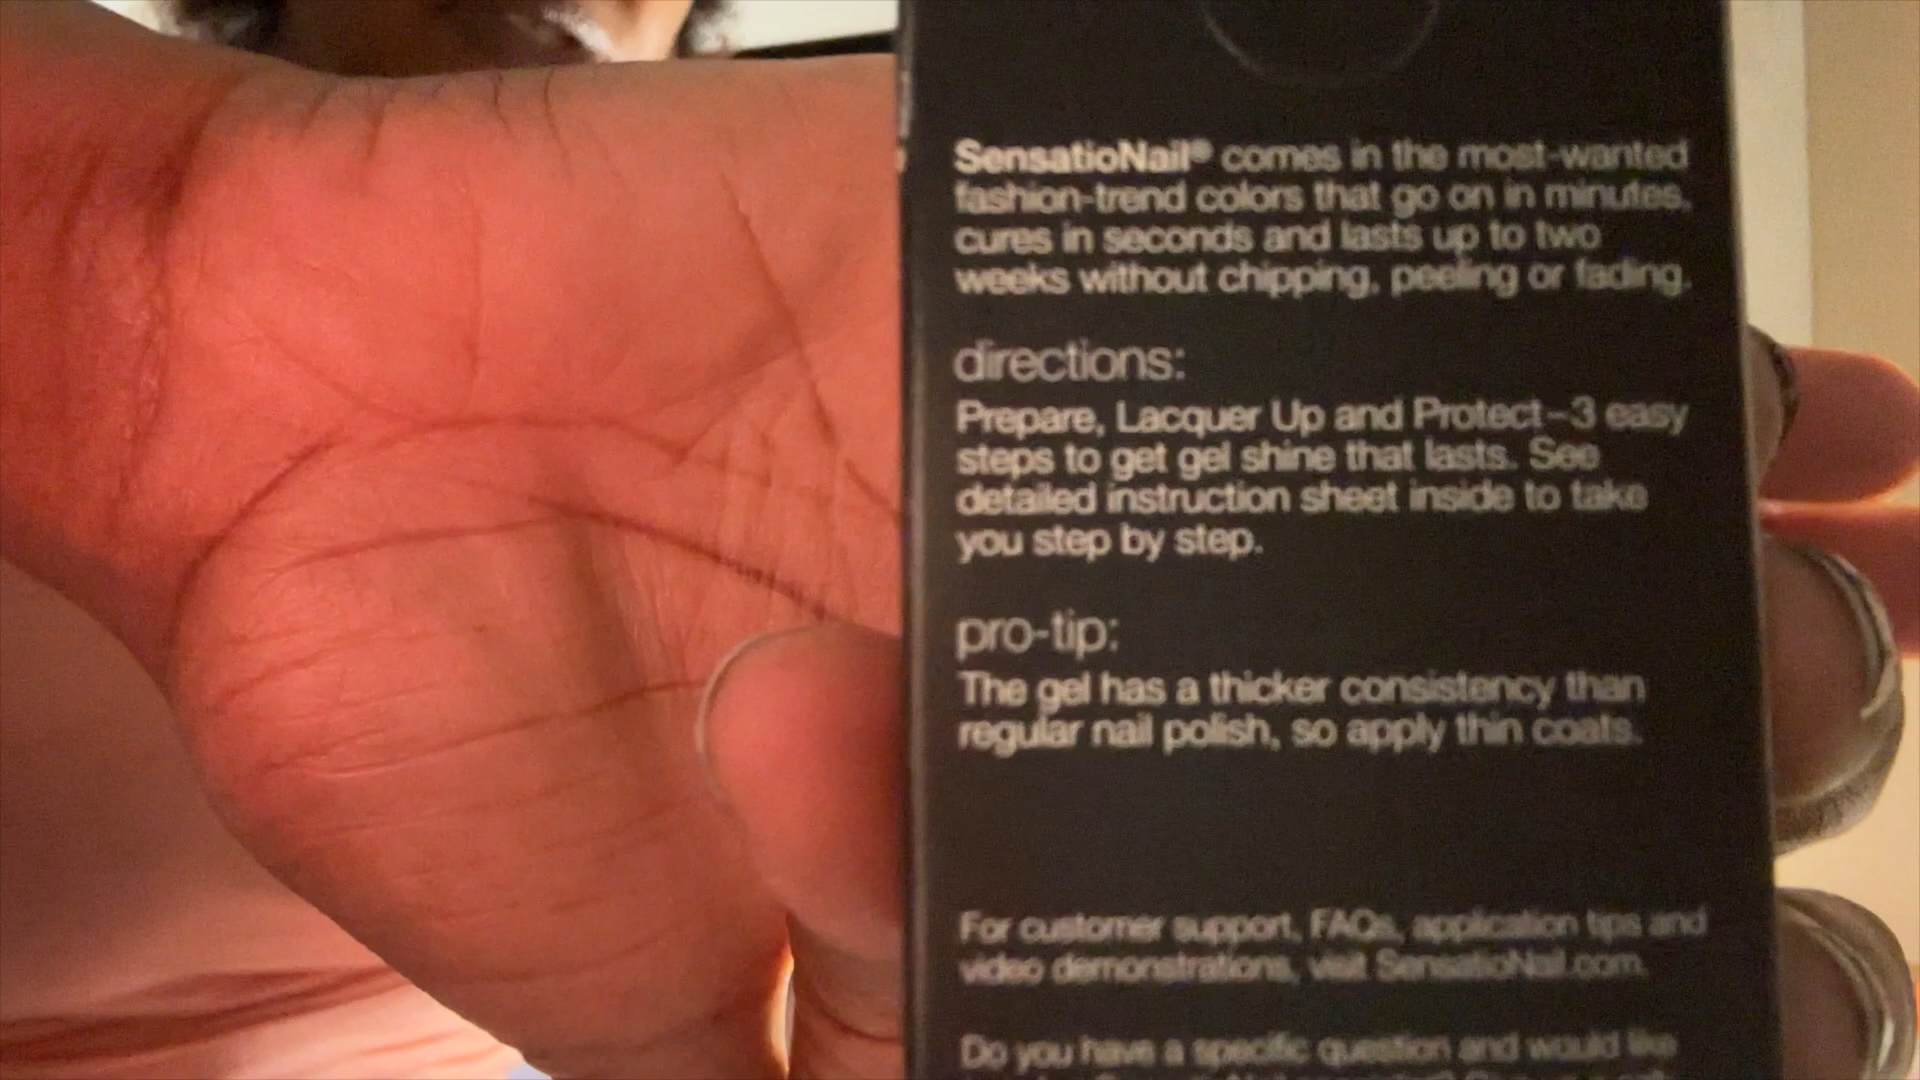 SensatioNail® comes in the most-wanted
fashion-trend colors that go on in minutes,
cures in seconds and lasts up to two
weeks without chipping, peeling or fading.
directions:
Prepare, Lacquer Up and Protect–3 easy
steps to get gel shine that lasts. See
detailed instruction sheet inside to take
you step by step.
pro-tip:
The gel has a thicker consistency than
regular nail polish, so apply thin coats.
For customer support, FAQs, application tips and
video demonstrations, visit SensatioNail.com.
Do you have a specific question and would like